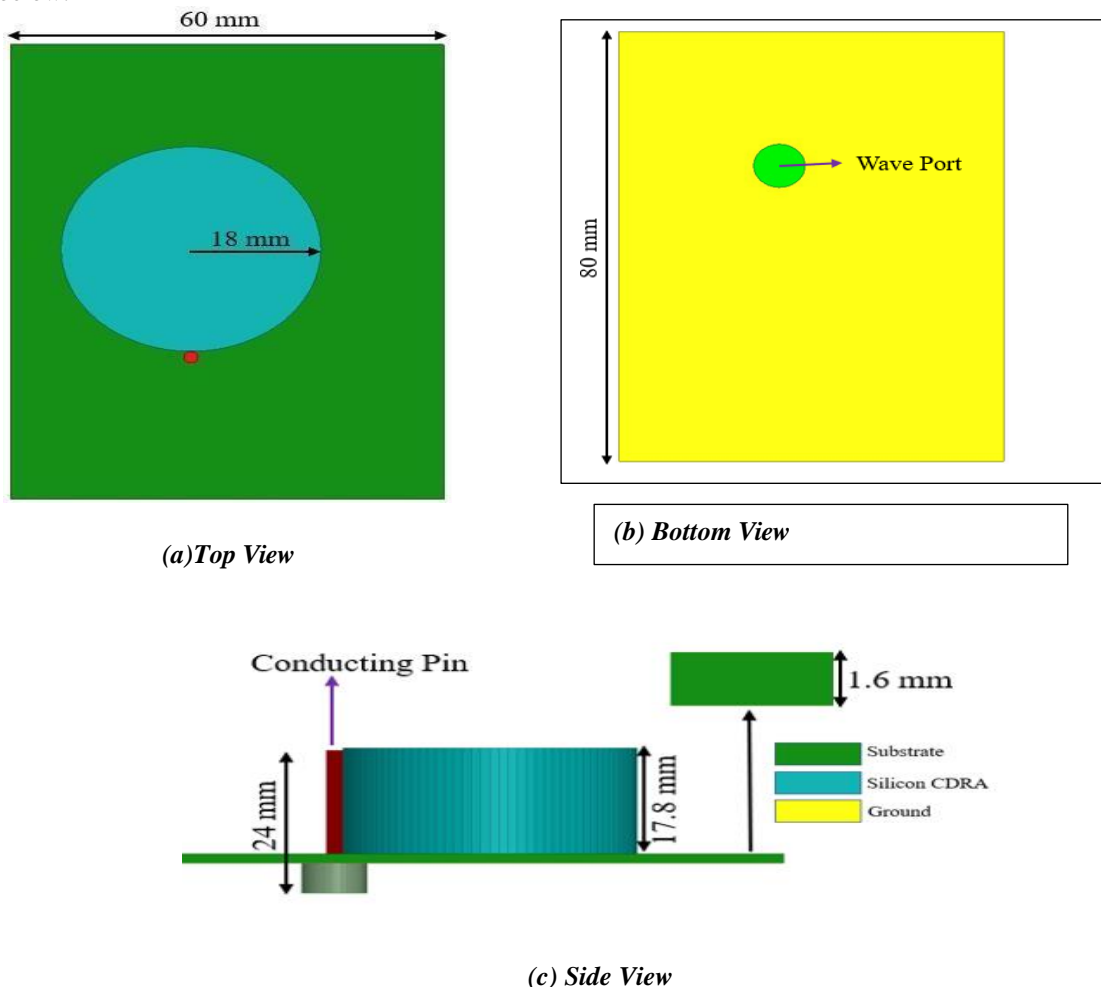 60 mm
18 mm
(a)Top View
80 mm
Wave Port
(b) Bottom View
Conducting Pin
24 mm
17.8 mm
1.6 mm
Substrate
Silicon CDRA
Ground
(c) Side View